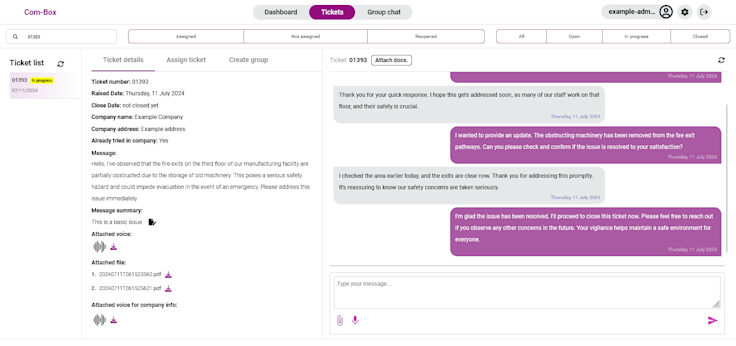 Com-Box
Dashboard
Tickets
Group chat
example-adm...
01393
Assigned
Not assigned
Reopened
All
Open
In progress
Closed
Ticket list
01393 In progress
07/11/2024
Ticket details
Assign ticket
Create group
Ticket number: 01393
Raised Date: Thursday, 11 July 2024
Close Date: not closed yet
Company name: Example Company
Company address: Example address
Already tried in company: Yes
Message:
Hello, I've observed that the fire exits on the third floor of our manufacturing facility are
partially obstructed due to the storage of old machinery. This poses a serious safety
hazard and could impede evacuation in the event of an emergency. Please address this
issue immediately.
Message summary:
This is a basic issue.
Attached voice:
Attached file:
1. 20240711T061525560.pdf
2. 20240711T061525621.pdf
Attached voice for company info:
Ticket 01393
Attach docs.
Thursday, 11 July 2024
Thank you for your quick response. I hope this gets addressed soon, as many of our staff work on that
floor, and their safety is crucial.
Thursday, 11 July 2024
I wanted to provide an update. The obstructing machinery has been removed from the fire exit
pathways. Can you please check and confirm if the issue is resolved to your satisfaction?
Thursday, 11 July 2024
I checked the area earlier today, and the exits are clear now. Thank you for addressing this promptly.
It's reassuring to know our safety concerns are taken seriously.
Thursday, 11 July 2024
I'm glad the issue has been resolved. I'll proceed to close this ticket now. Please feel free to reach out
if you observe any other concerns in the future. Your vigilance helps maintain a safe environment for
everyone.
Thursday, 11 July 2024
Type your message...